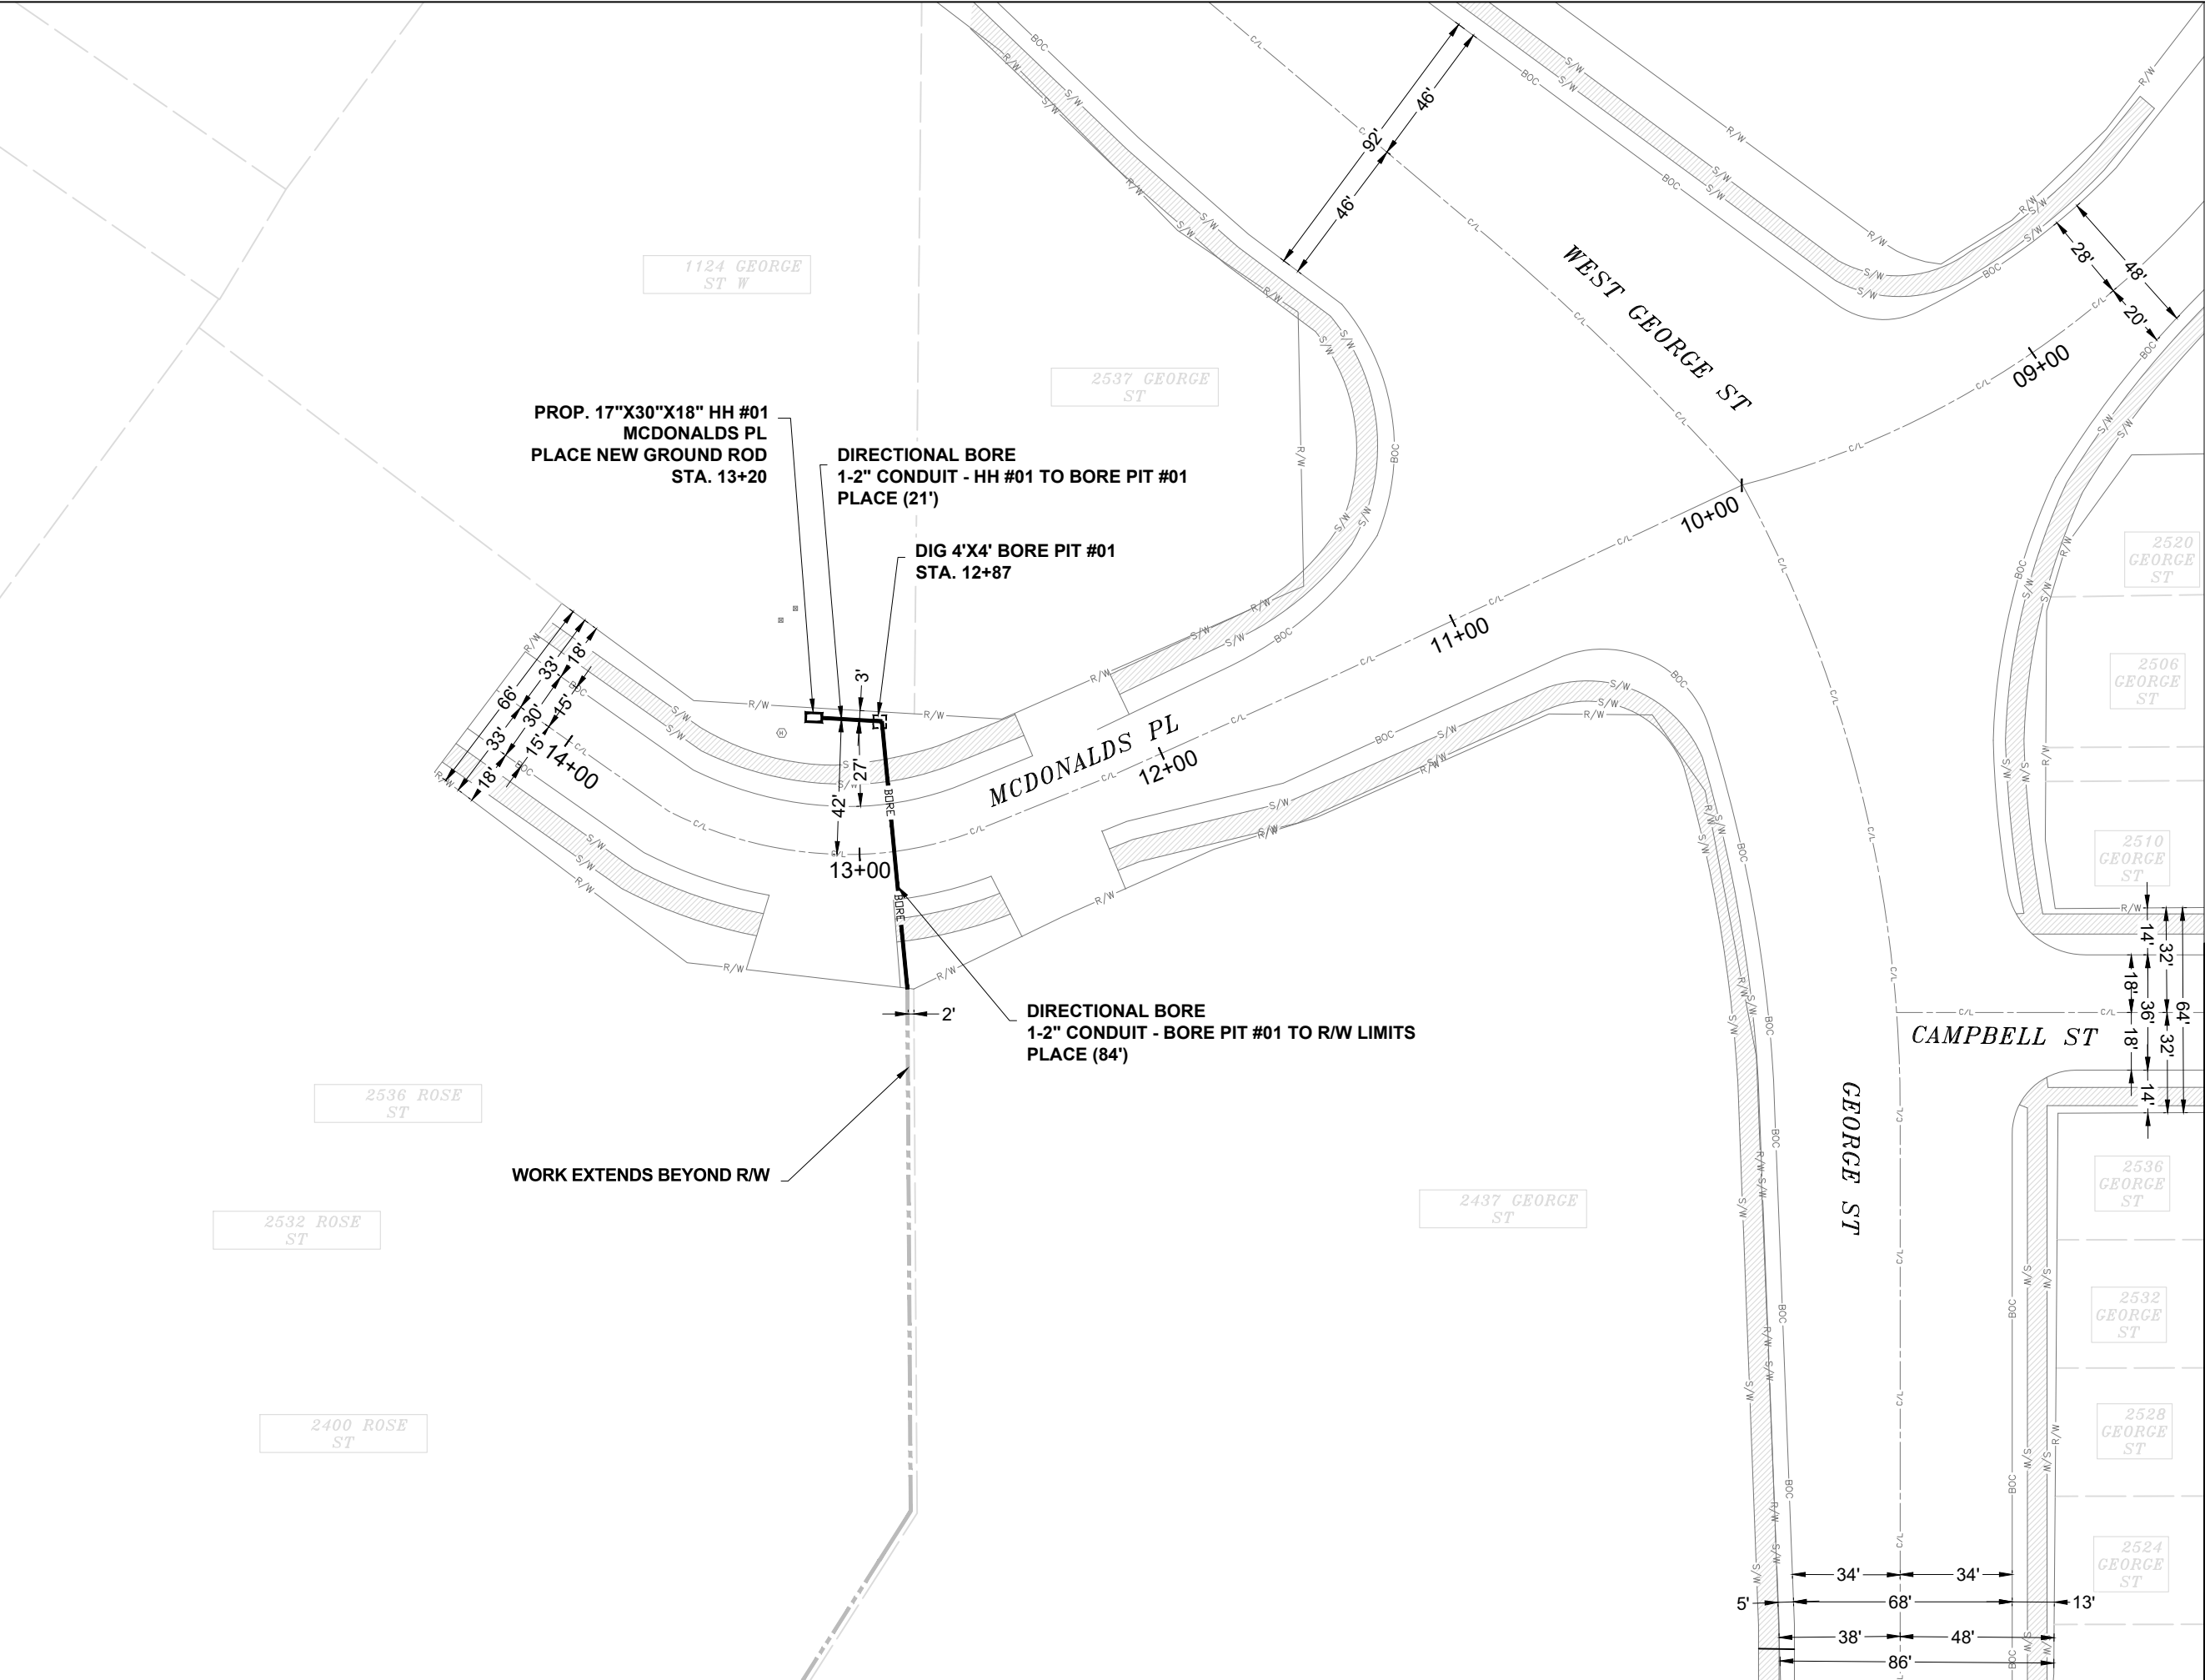 92'
46'
46'
WEST GEORGE ST
48'
28'
20'
09+00
10+00
11+00
12+00
13+00
14+00
1124 GEORGE
ST W
2537 GEORGE
ST
PROP. 17"X30"X18" HH #01
MCDONALDS PL
PLACE NEW GROUND ROD
STA. 13+20
DIRECTIONAL BORE
1-2" CONDUIT - HH #01 TO BORE PIT #01
PLACE (21')
DIG 4'X4' BORE PIT #01
STA. 12+87
3'
27'
42'
BORE
BORE
66'
33'
18'
30'
15'
33'
15'
18'
MCDONALDS PL
2'
DIRECTIONAL BORE
1-2" CONDUIT - BORE PIT #01 TO R/W LIMITS
PLACE (84')
WORK EXTENDS BEYOND R/W
2536 ROSE
ST
2532 ROSE
ST
2400 ROSE
ST
2437 GEORGE
ST
2520
GEORGE
ST
2506
GEORGE
ST
2510
GEORGE
ST
14'
32'
18'
36'
64'
18'
32'
14'
CAMPBELL ST
GEORGE ST
2536
GEORGE
ST
2532
GEORGE
ST
2528
GEORGE
ST
2524
GEORGE
ST
34'
34'
5'
68'
13'
38'
48'
86'
R/W
S/W
BOC
C/L
H